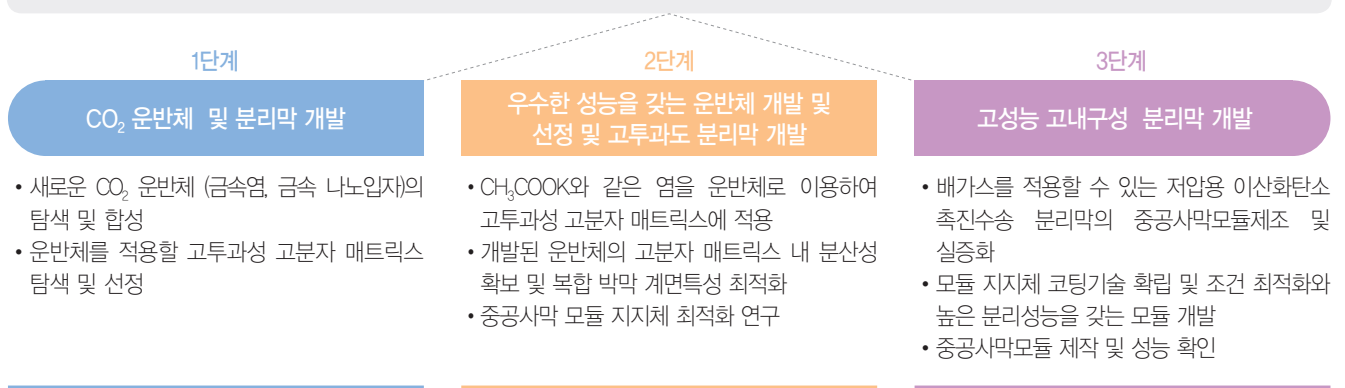 1단계
CO₂ 운반체 및 분리막 개발
• 새로운 CO₂ 운반체 (금속염, 금속 나노입자)의
탐색 및 합성
• 운반체를 적용할 고투과성 고분자 매트릭스
탐색 및 선정
2단계
우수한 성능을 갖는 운반체 개발 및
선정 및 고투과도 분리막 개발
• CH₃COOK와 같은 염을 운반체로 이용하여
고투과성 고분자 매트릭스에 적용
• 개발된 운반체의 고분자 매트릭스 내 분산성
확보 및 복합 박막 계면특성 최적화
• 중공사막 모듈 지지체 최적화 연구
3단계
고성능 고내구성 분리막 개발
• 배가스를 적용할 수 있는 저압용 이산화탄소
촉진수송 분리막의 중공사막모듈제조 및
실증화
• 모듈 지지체 코팅기술 확립 및 조건 최적화와
높은 분리성능을 갖는 모듈 개발
• 중공사막모듈 제작 및 성능 확인